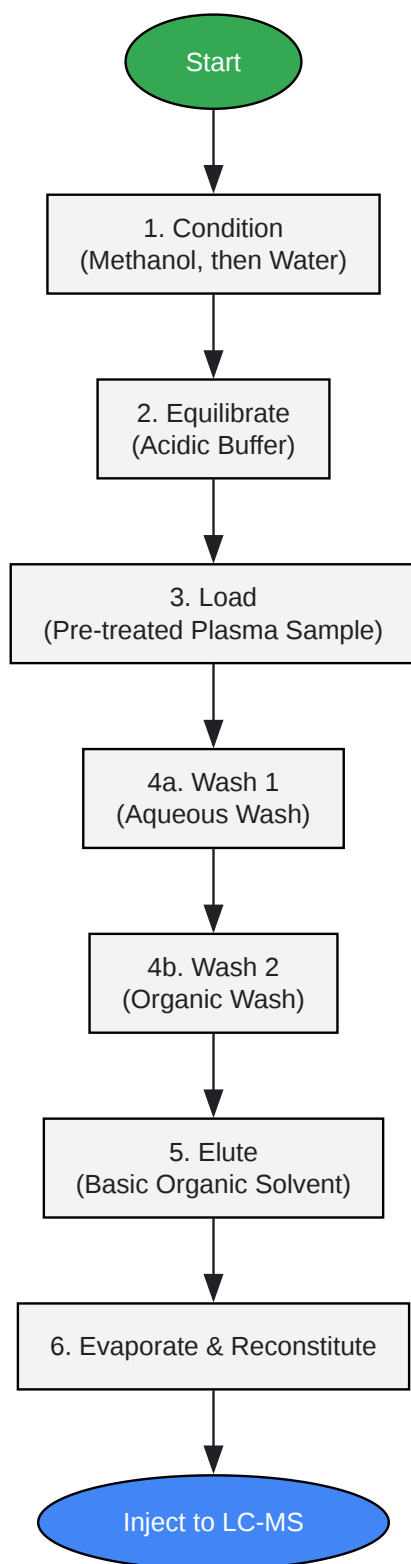 Start
1. Condition
(Methanol, then Water)
2. Equilibrate
(Acidic Buffer)
3. Load
(Pre-treated Plasma Sample)
4a. Wash 1
(Aqueous Wash)
4b. Wash 2
(Organic Wash)
5. Elute
(Basic Organic Solvent)
6. Evaporate & Reconstitute
Inject to LC-MS